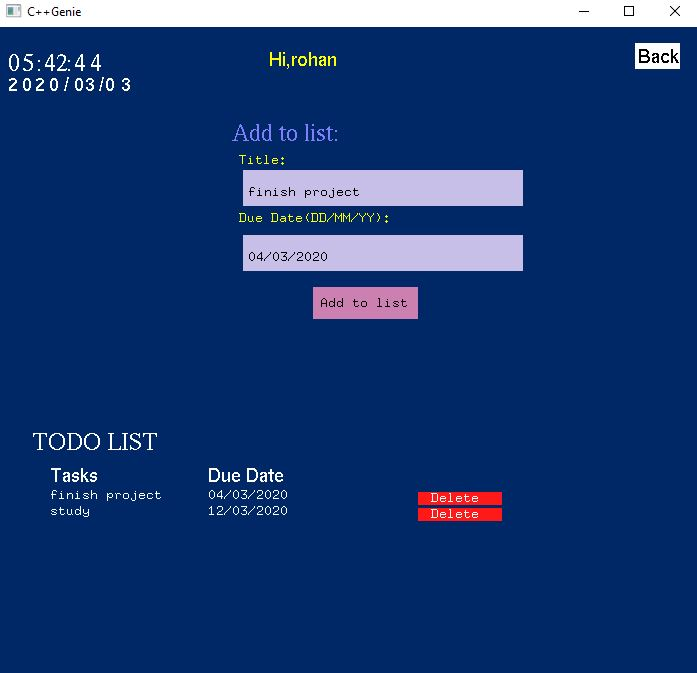 C++Genie
05:42:44
2020/03/03
Hi,rohan
Back
Add to list:
Title:
finish project
Due Date(DD/MM/YY):
04/03/2020
Add to list
TODO LIST
Tasks Due Date
finish project 04/03/2020 Delete
study 12/03/2020 Delete